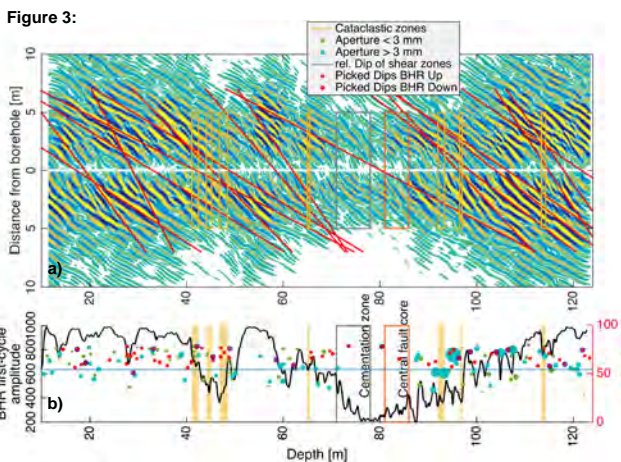 Figure 3:
Cataclastic zones
Aperture < 3 mm
Aperture > 3 mm
rel. Dip of shear zones
Picked Dips BHR Up
Picked Dips BHR Down
Distance from borehole [m]
10
5
0
5
10
a)
20
40
60
80
100
120
BHR first-cycle
amplitude
200 400 600 800 1000
b)
Cementation zone
Central fault core
100
50
0
20
40
60
80
100
120
Depth [m]